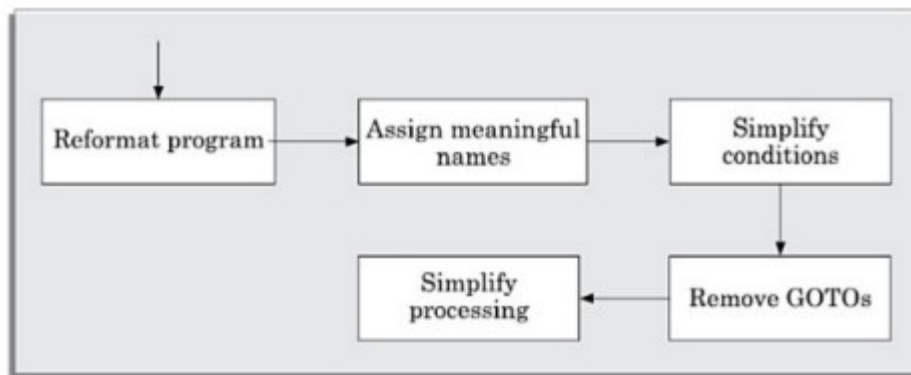 Reformat program
Assign meaningful
names
Simplify
conditions
Simplify
processing
Remove GOTOs